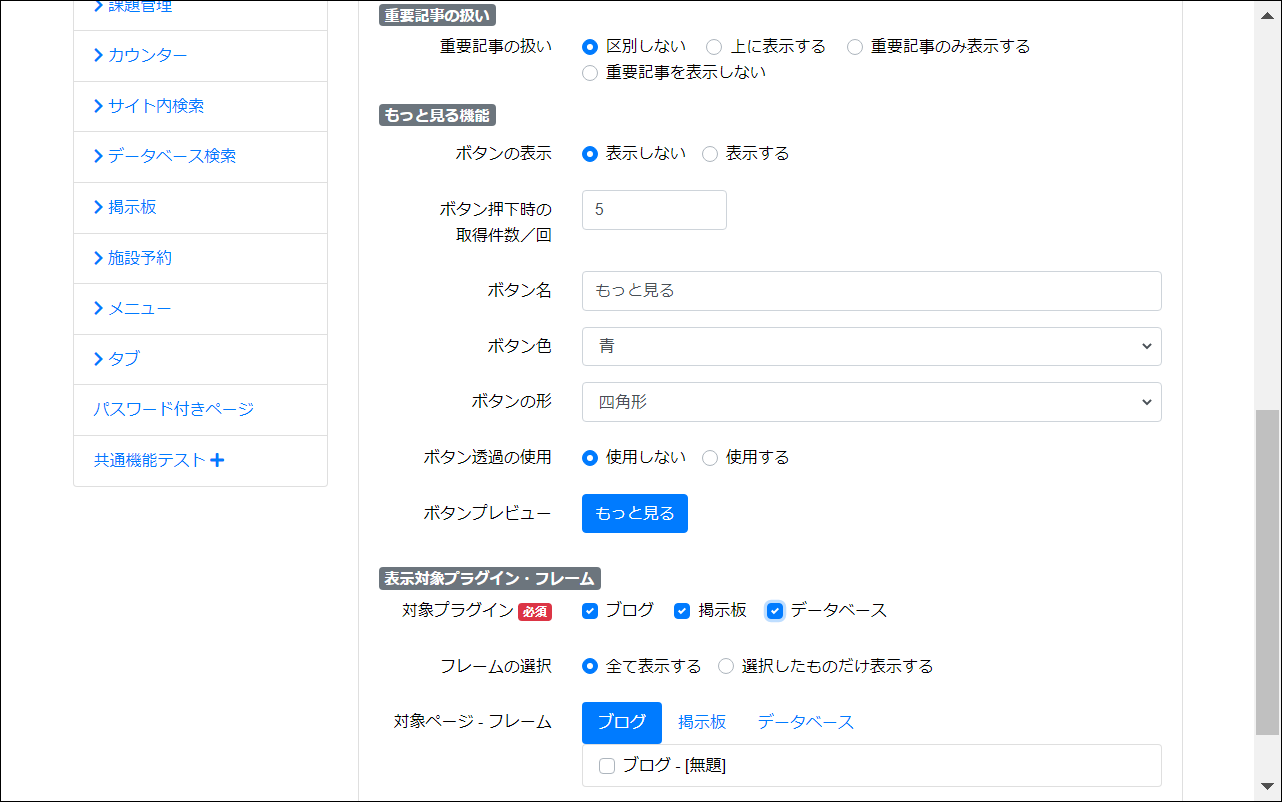 課題管理
カウンター
サイト内検索
データベース検索
掲示板
施設予約
メニュー
タブ
パスワード付きページ
共通機能テスト
重要記事の扱い
重要記事の扱い 区別しない 上に表示する 重要記事のみ表示する
重要記事を表示しない
もっと見る機能
ボタンの表示 表示しない 表示する
ボタン押下時の
取得件数／回 5
ボタン名 もっと見る
ボタン色 青
ボタンの形 四角形
ボタン透過の使用 使用しない 使用する
ボタンプレビュー もっと見る
表示対象プラグイン・フレーム
対象プラグイン 必須 ブログ 掲示板 データベース
フレームの選択 全て表示する 選択したものだけ表示する
対象ページ - フレーム ブログ 掲示板 データベース
ブログ - [無題]